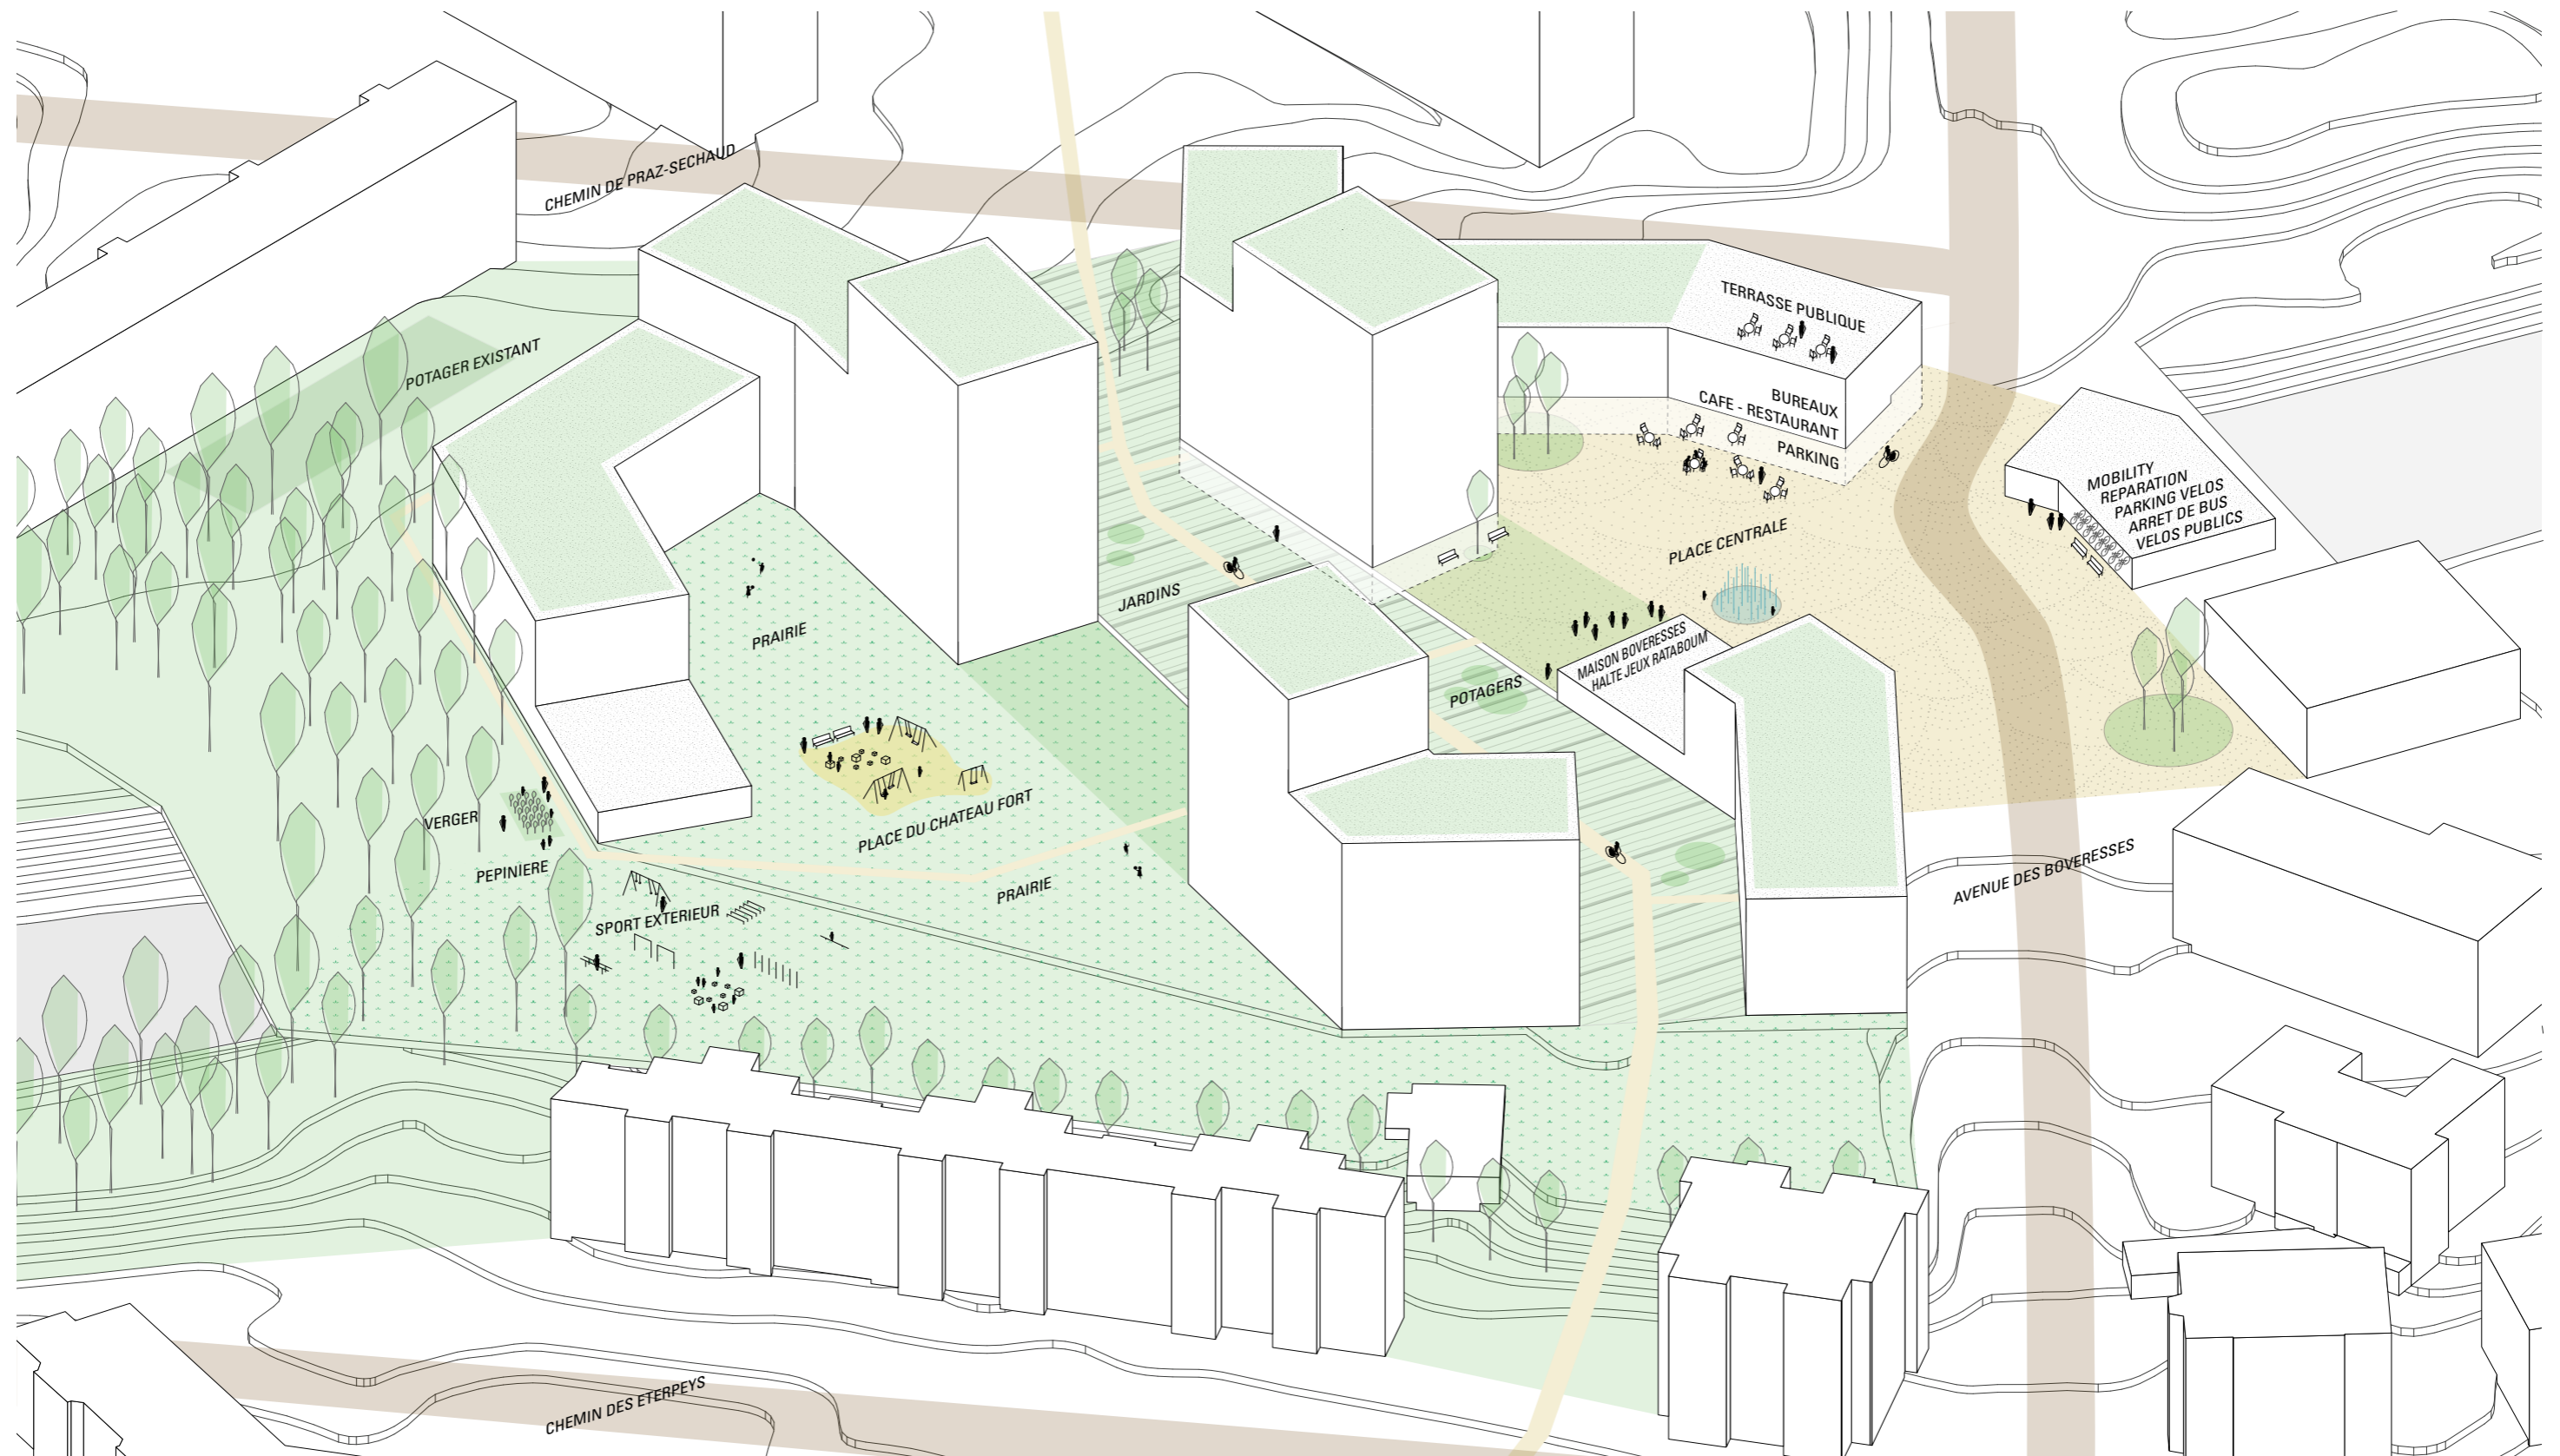 CHEMIN DE PRAZ-SECHAUD
POTAGER EXISTANT
TERRASSE PUBLIQUE
BUREAUX
CAFE - RESTAURANT
PARKING
MOBILITY
REPARATION
PARKING VELOS
ARRET DE BUS
VELOS PUBLICS
PLACE CENTRALE
JARDINS
PRAIRIE
MAISON BOVERESSES
HALTE JEUX RATABOUM
POTAGERS
PLACE DU CHATEAU FORT
VERGER
PEPINIERE
PRAIRIE
AVENUE DES BOVERESSES
SPORT EXTERIEUR
CHEMIN DES ETERPEYS